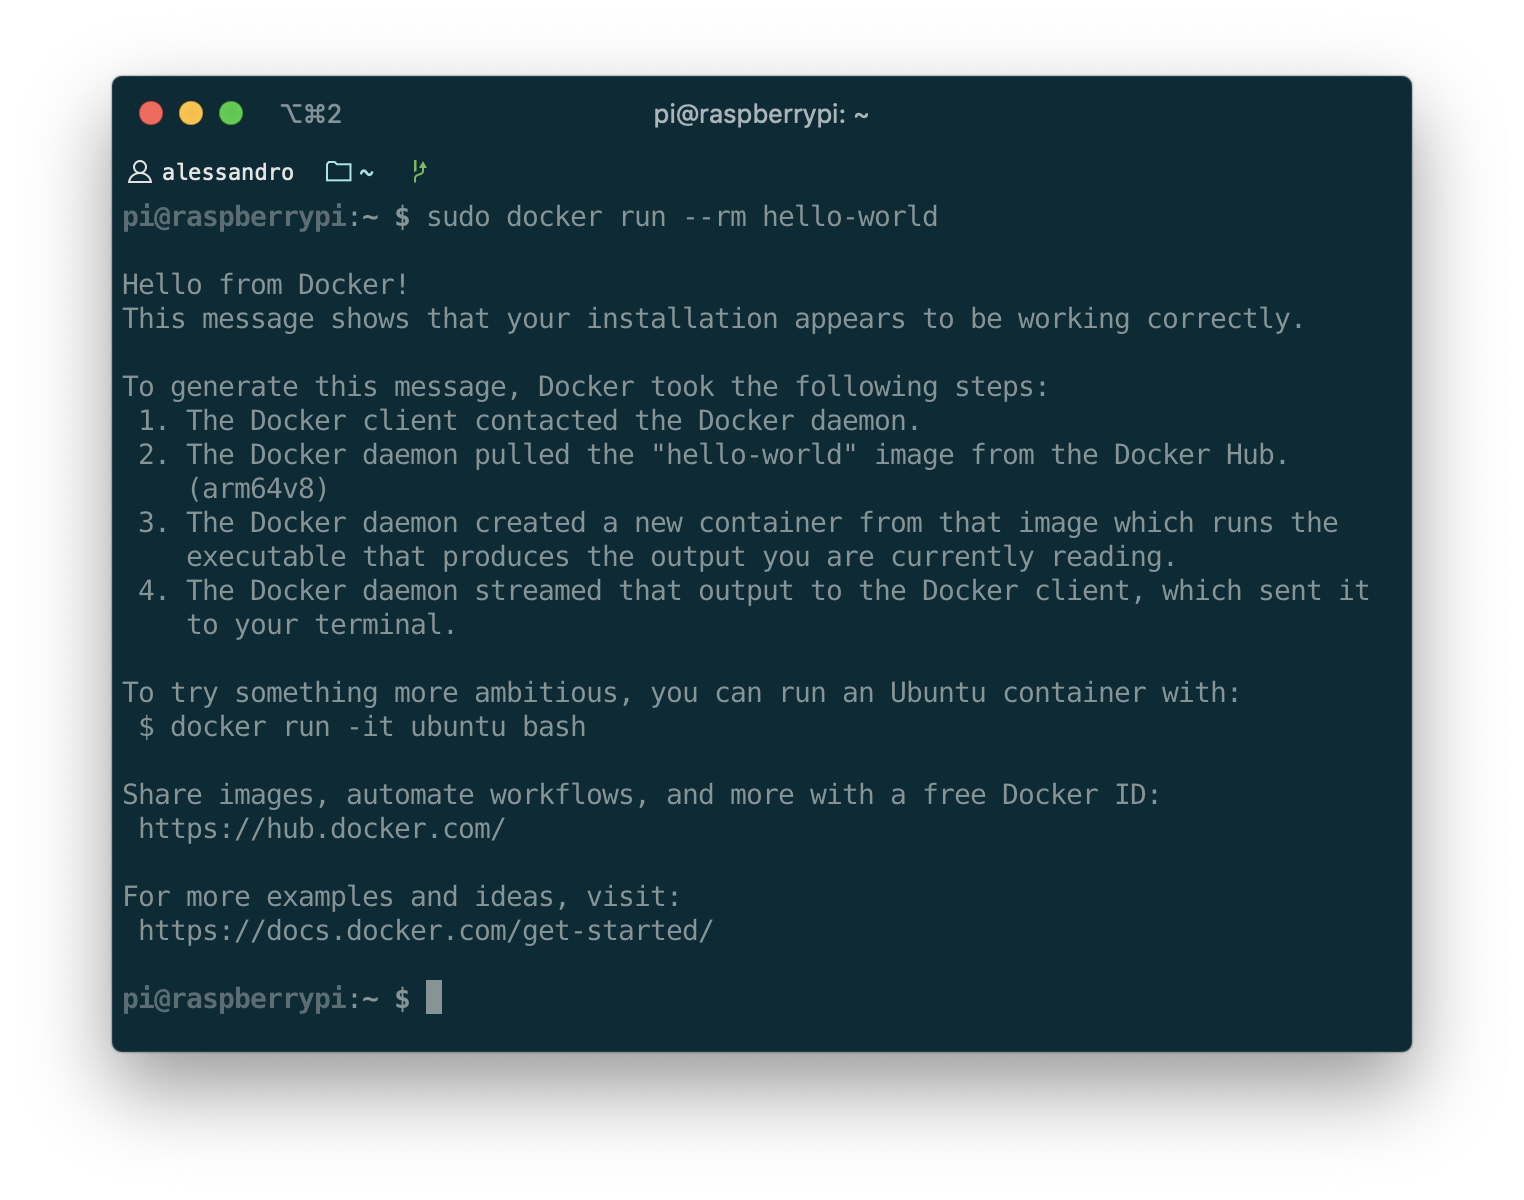 ⌥⌘2
pi@raspberrypi: ~
alessandro ~
pi@raspberrypi:~ $ sudo docker run --rm hello-world

Hello from Docker!
This message shows that your installation appears to be working correctly.

To generate this message, Docker took the following steps:
 1. The Docker client contacted the Docker daemon.
 2. The Docker daemon pulled the "hello-world" image from the Docker Hub.
    (arm64v8)
 3. The Docker daemon created a new container from that image which runs the
    executable that produces the output you are currently reading.
 4. The Docker daemon streamed that output to the Docker client, which sent it
    to your terminal.

To try something more ambitious, you can run an Ubuntu container with:
 $ docker run -it ubuntu bash

Share images, automate workflows, and more with a free Docker ID:
 https://hub.docker.com/

For more examples and ideas, visit:
 https://docs.docker.com/get-started/

pi@raspberrypi:~ $